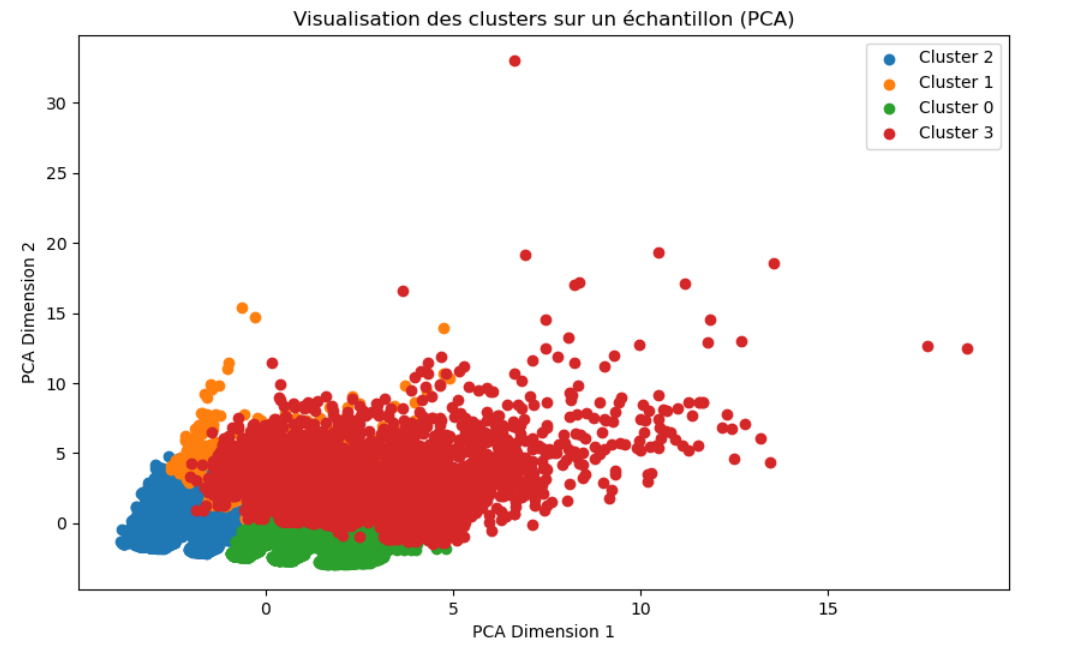 Visualisation des clusters sur un échantillon (PCA)
Cluster 2
Cluster 1
Cluster 0
Cluster 3
30
25
20
15
10
5
0
PCA Dimension 2
0 5 10 15
PCA Dimension 1